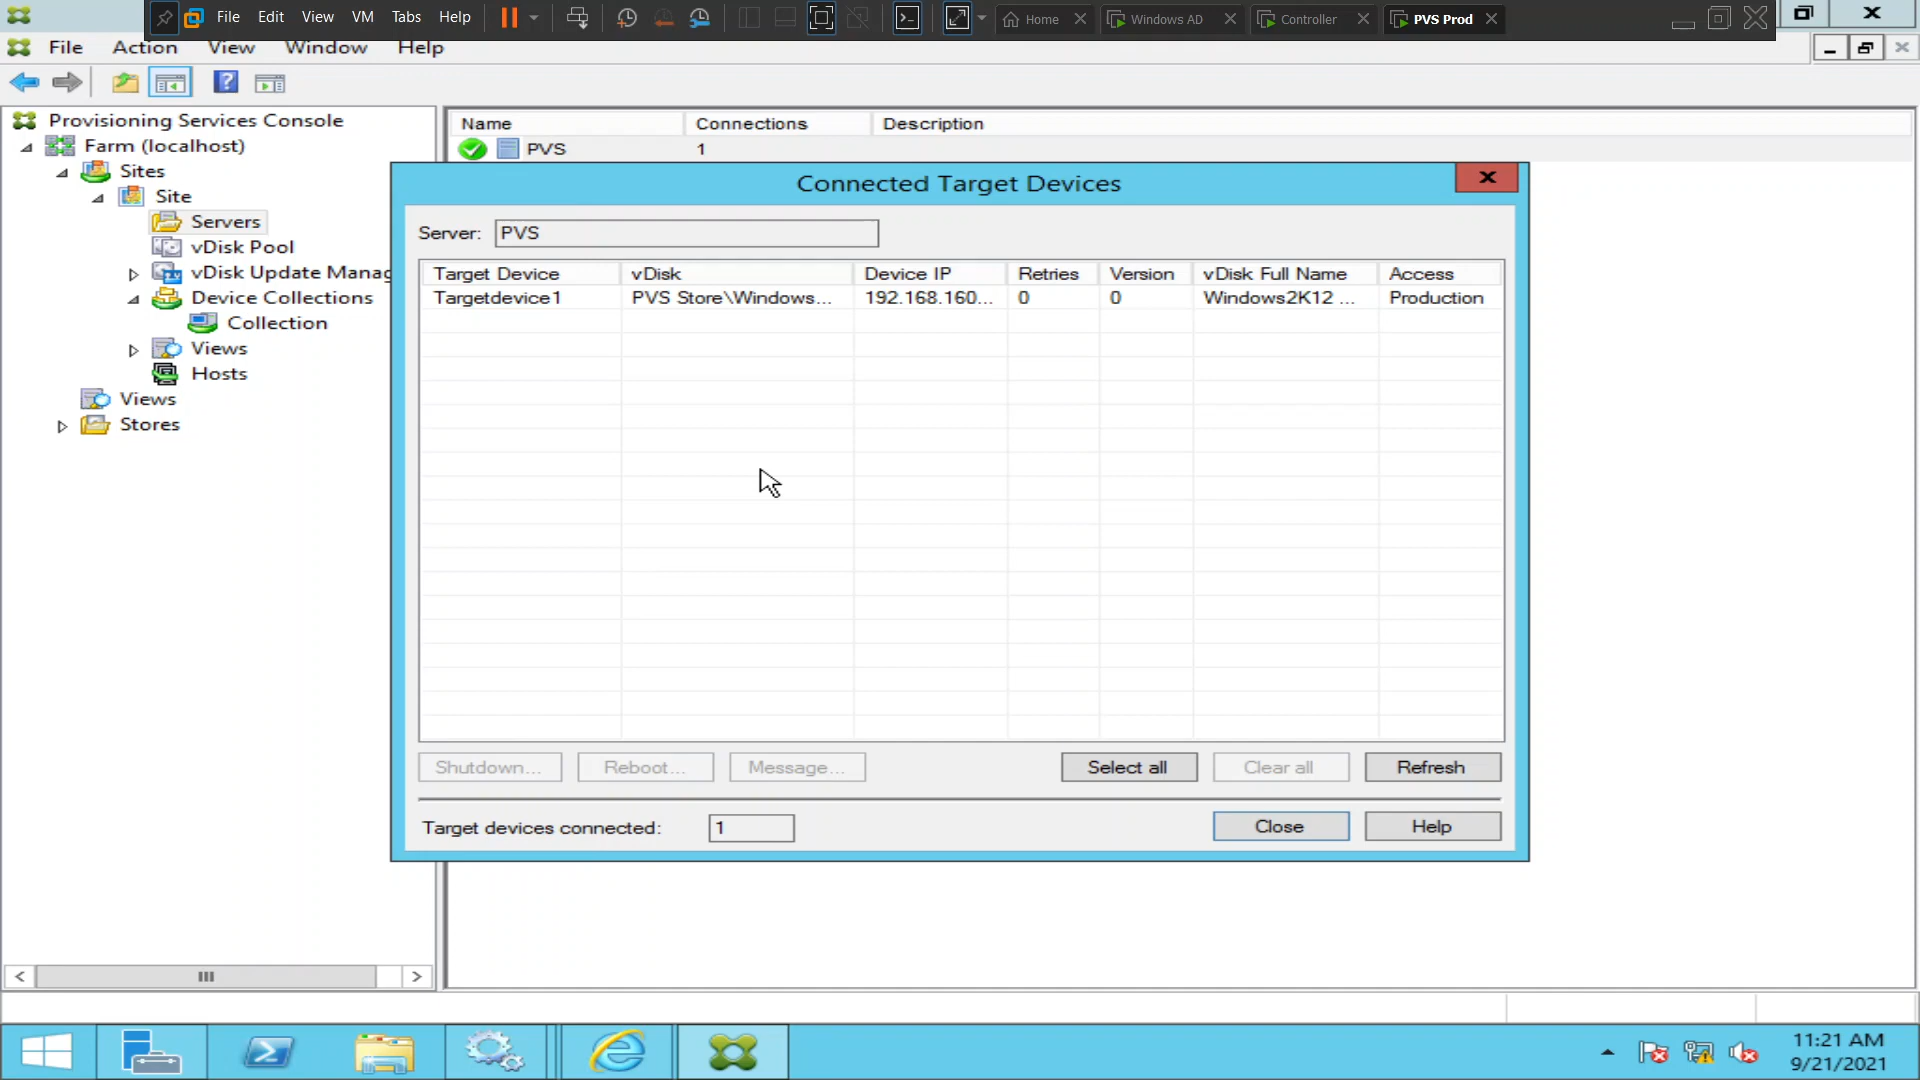 File Edit View VM Tabs Help Home Windows AD Controller PVS Prod
File Action View Window Help
Provisioning Services Console
Farm (localhost)
Sites
Site
Servers
vDisk Pool
vDisk Update Manag
Device Collections
Collection
Views
Hosts
Views
Stores
Name Connections Description
PVS 1
Connected Target Devices
Server: PVS
Target Device vDisk Device IP Retries Version vDisk Full Name Access
Targetdevice1 PVS Store\Windows... 192.168.160... 0 0 Windows2K12 ... Production
Shutdown... Reboot... Message... Select all Clear all Refresh
Target devices connected: 1 Close Help
11:21 AM
9/21/2021